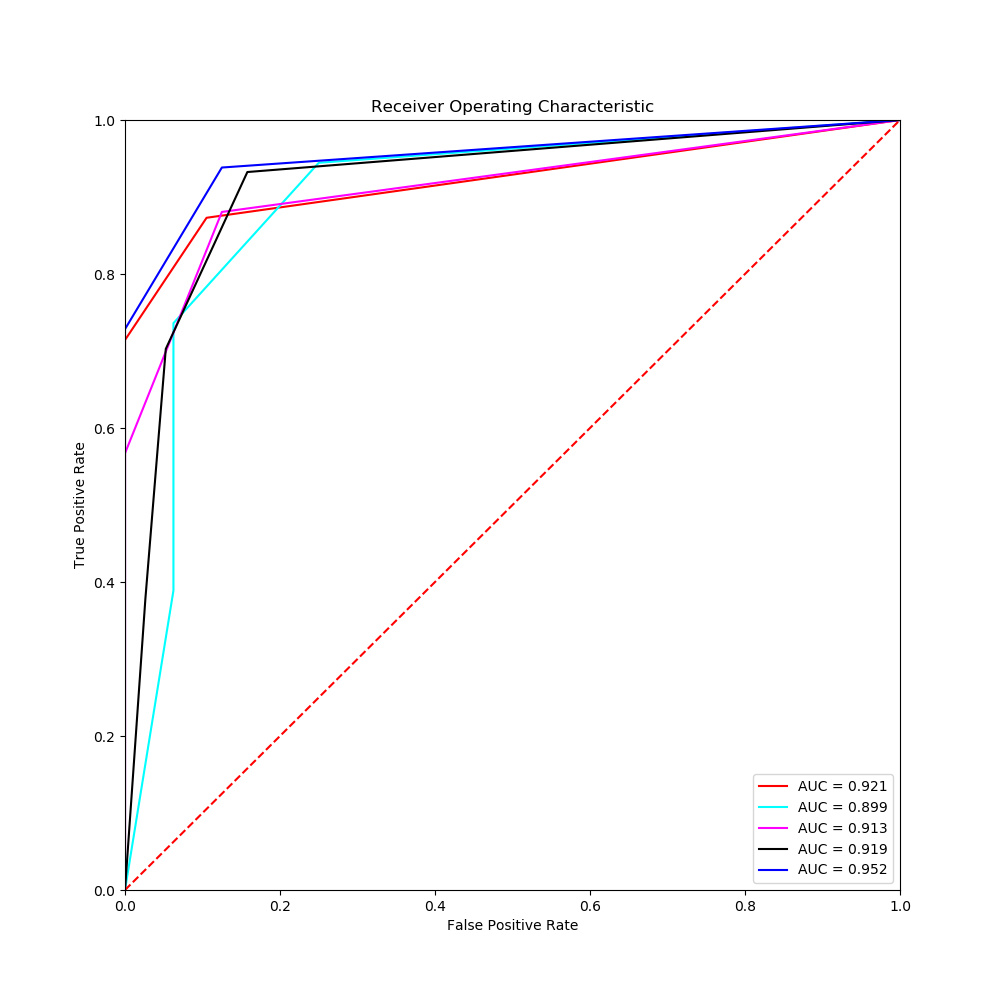 Receiver Operating Characteristic
1.0
0.8
0.6
0.4
0.2
0.0
True Positive Rate
0.0 0.2 0.4 0.6 0.8 1.0
False Positive Rate
AUC = 0.921
AUC = 0.899
AUC = 0.913
AUC = 0.919
AUC = 0.952